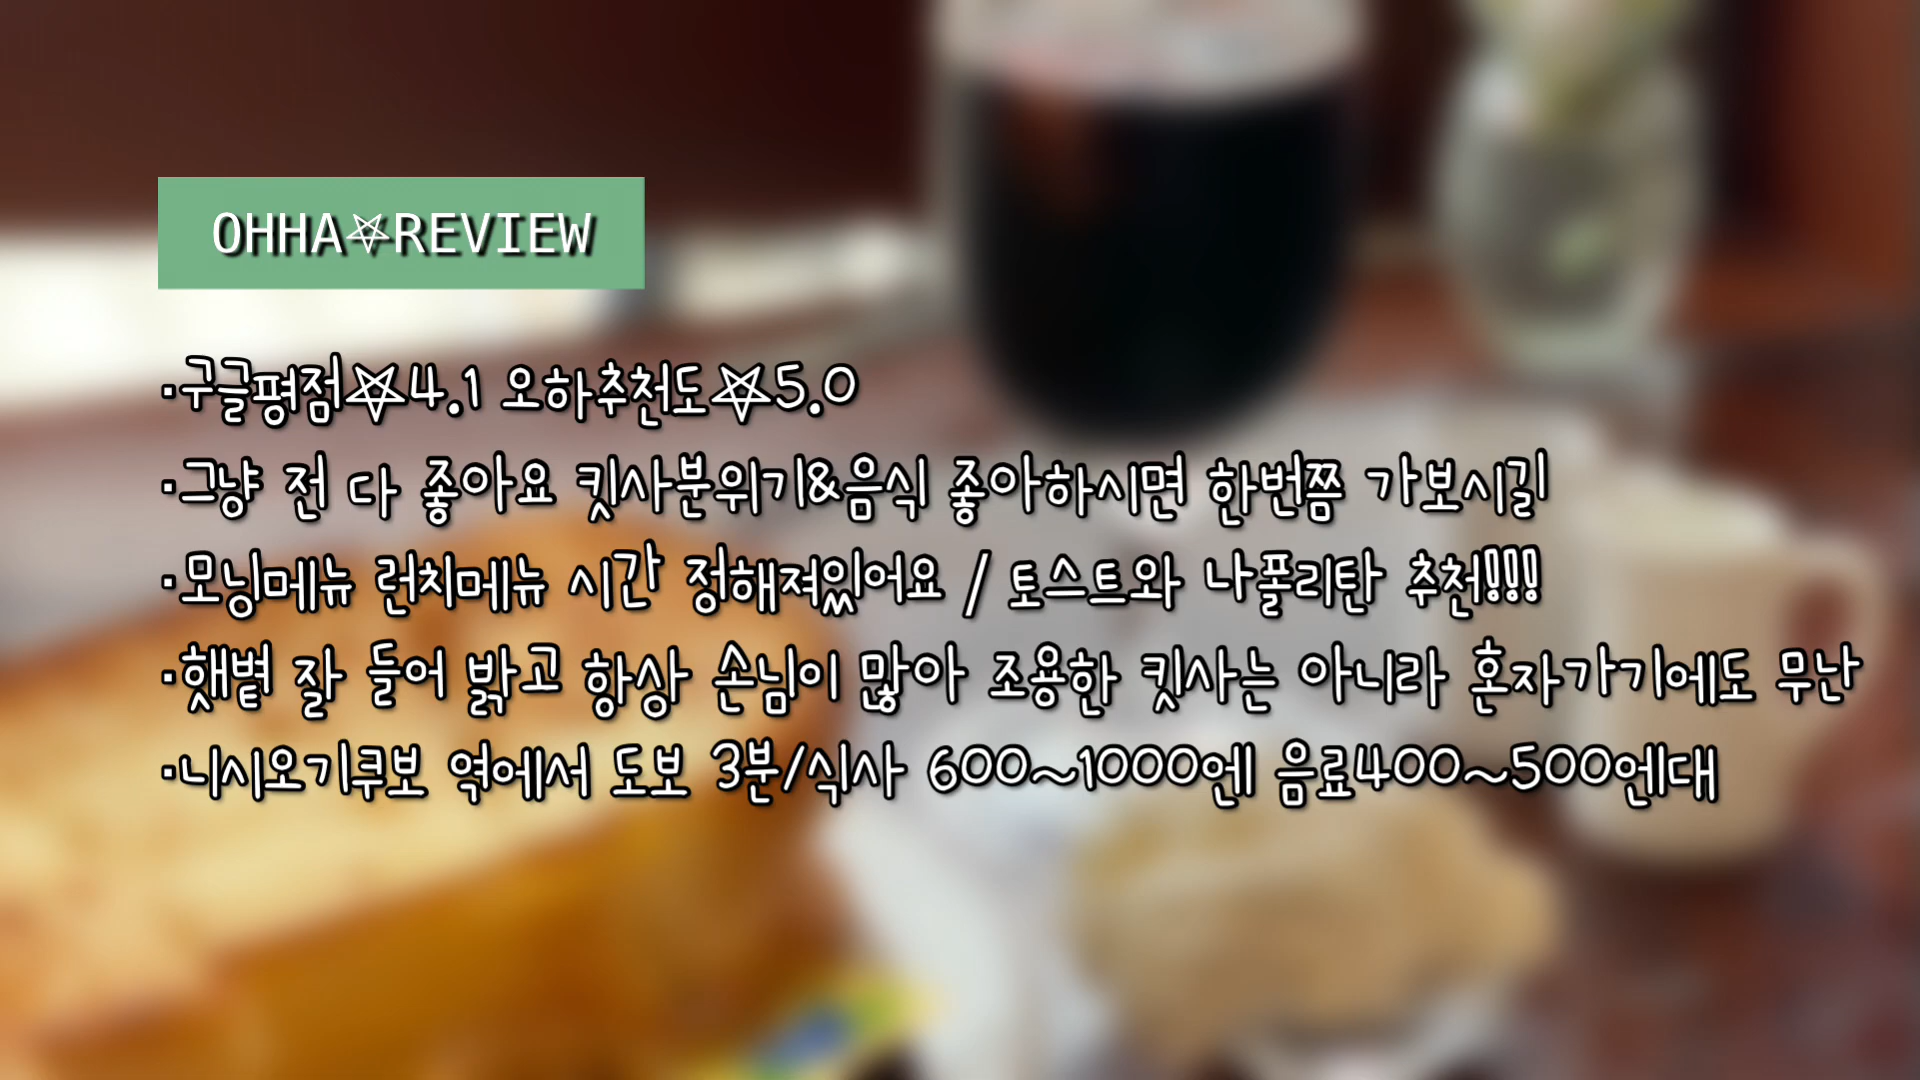 OHHA⛧REVIEW
·구글평점⛧4.1 오하추천도⛧5.0
·그냥 전 다 좋아요 킷사분위기&음식 좋아하시면 한번쯤 가보시길
·모닝메뉴 런치메뉴 시간 정해져있어요 / 토스트와 나폴리탄 추천!!!
·햇볕 잘 들어 밝고 항상 손님이 많아 조용한 킷사는 아니라 혼자가기에도 무난
·니시오기쿠보 역에서 도보 3분/식사 600~1000엔 음료400~500엔대